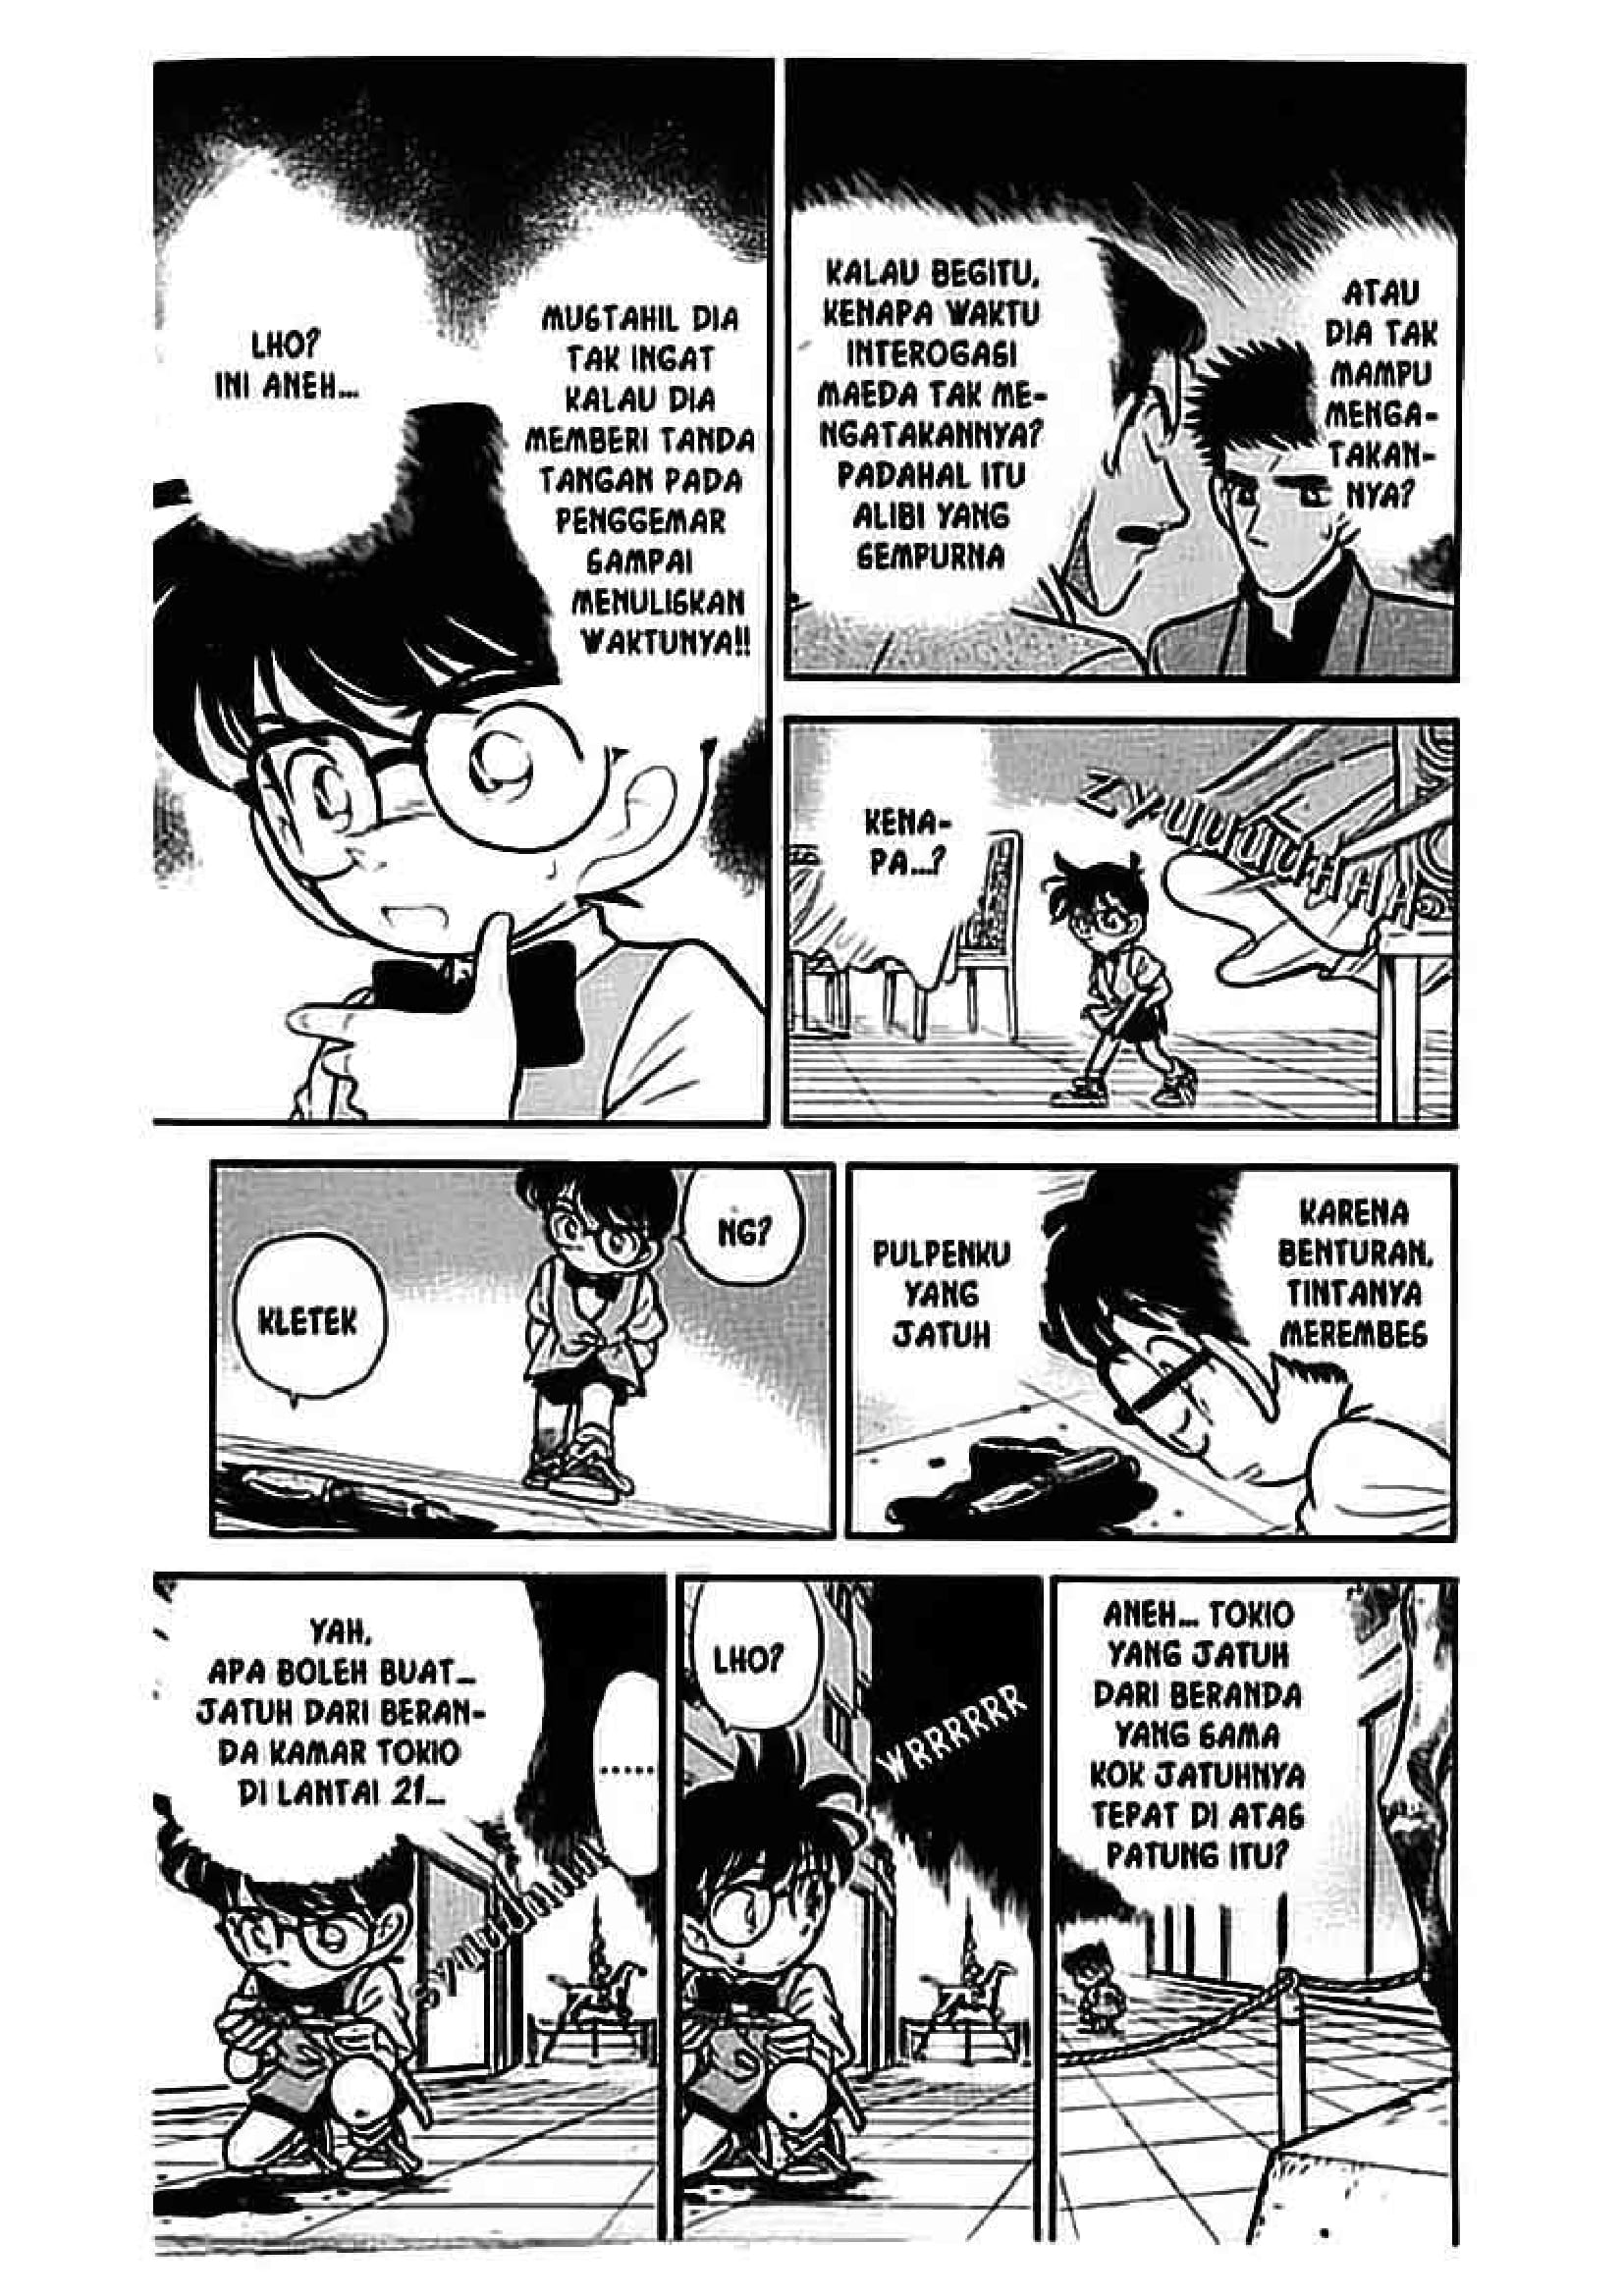 ATAU
DIA TAK
MAMPU
MENGA-
TAKAN-
NYA?
KALAU BEGITU,
KENAPA WAKTU
INTEROGASI
MAEDA TAK ME-
NGATAKANNYA?
PADAHAL ITU
ALIBI YANG
SEMPURNA
MUSTAHIL DIA
TAK INGAT
KALAU DIA
MEMBERI TANDA
TANGAN PADA
PENGGEMAR
SAMPAI
MENULISKAN
WAKTUNYA!!
LHO?
INI ANEH...
KENA-
PA...?
ZYUUUUUHHHH
KARENA
BENTURAN,
TINTANYA
MEREMBES
PULPENKU
YANG
JATUH
NG?
KLETEK
ANEH... TOKIO
YANG JATUH
DARI BERANDA
YANG SAMA
KOK JATUHNYA
TEPAT DI ATAS
PATUNG ITU?
LHO?
WRRRRRR
......
YAH,
APA BOLEH BUAT...
JATUH DARI BERAN-
DA KAMAR TOKIO
DI LANTAI 21...